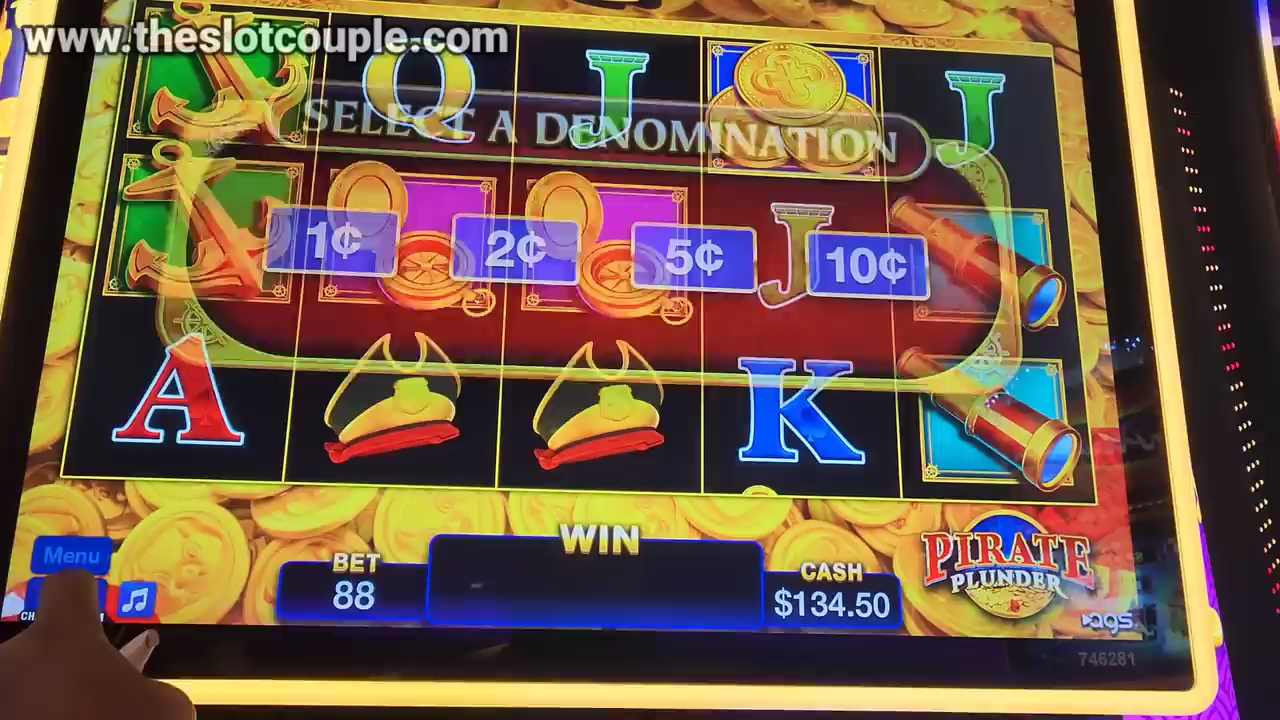 www.theslotcouple.com
Q J J
SELECT A DENOMINATION
1¢ 2¢ 5¢ 10¢
J
A K
WIN
Menu
BET
88
CASH
$134.50
PIRATE
PLUNDER
ags
746281